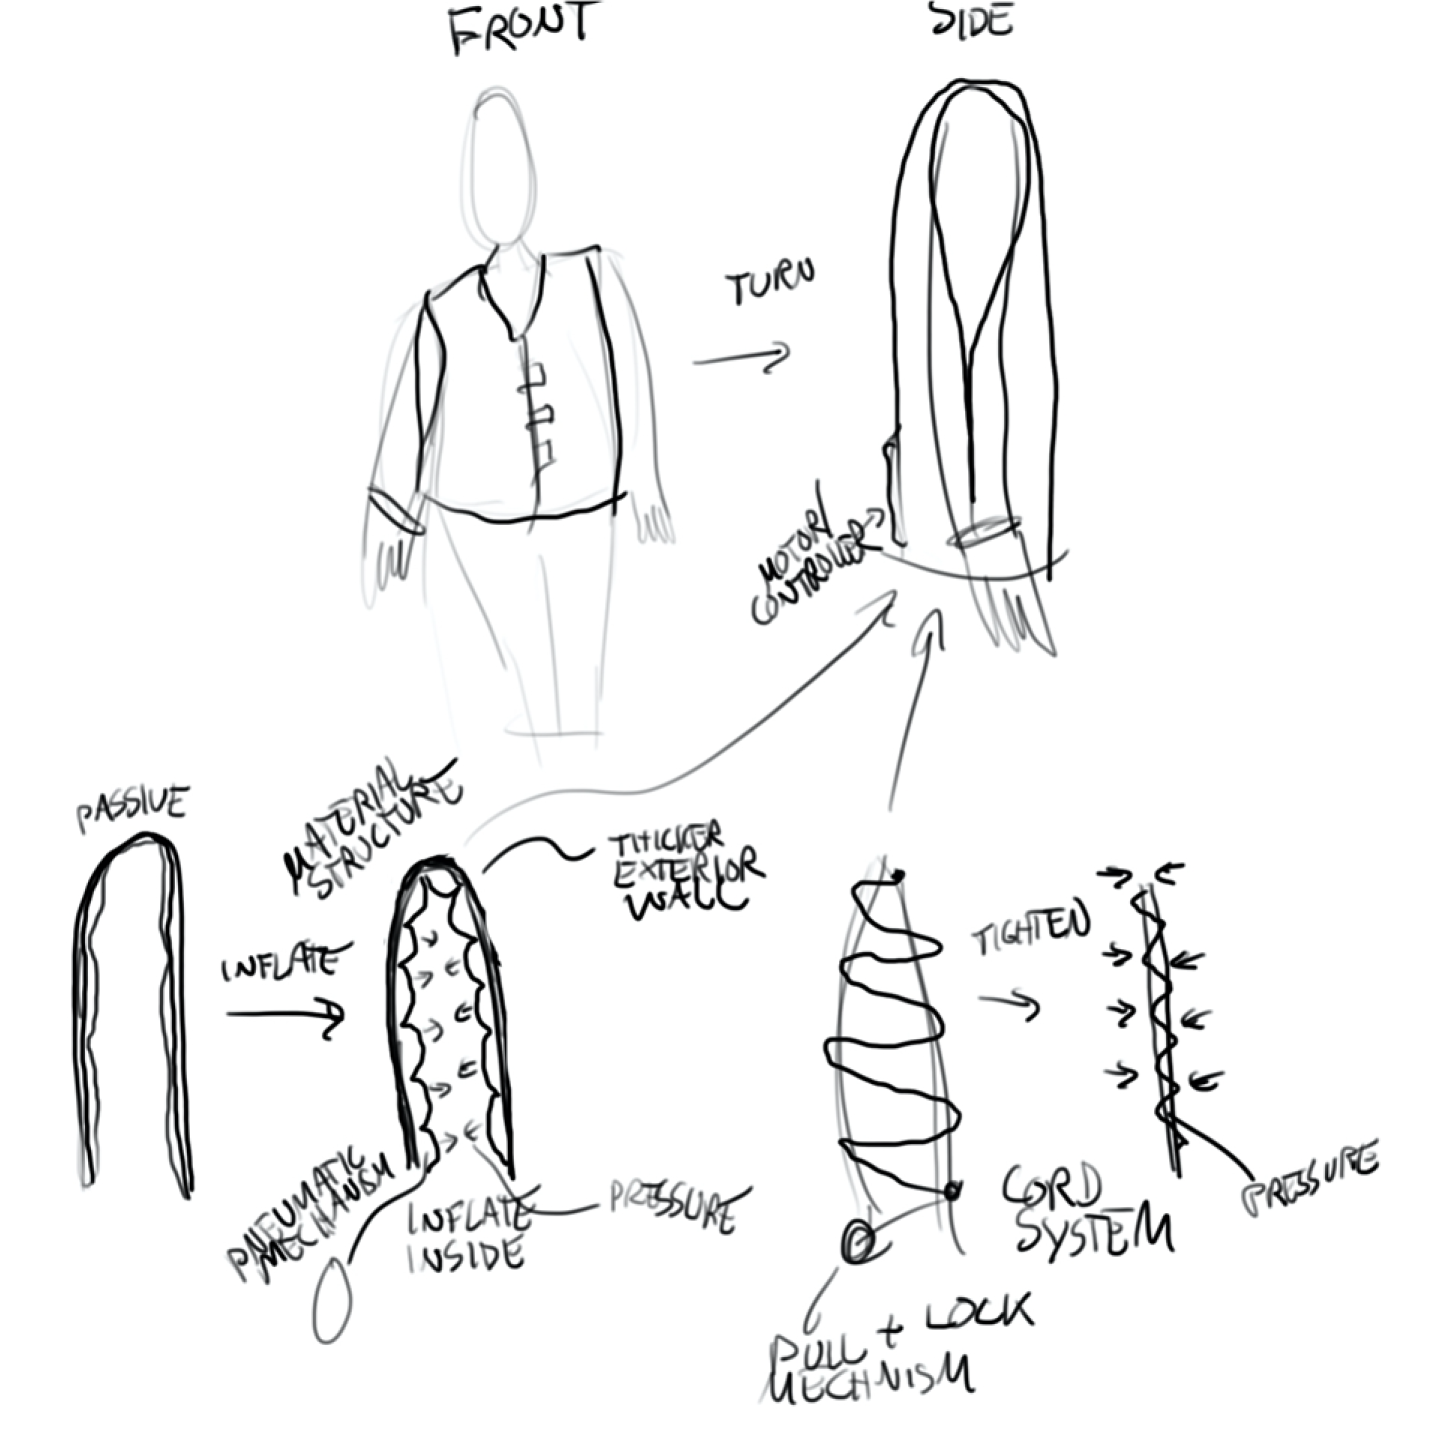 FRONT
SIDE
TURN
MOTOR/
CONTROLLER
PASSIVE
MATERIAL
STRUCTURE
THICKER
EXTERIOR
WALL
INFLATE
TIGHTEN
PNEUMATIC
MECHANISM
INFLATE
INSIDE
PRESSURE
CORD
SYSTEM
PRESSURE
PULL + LOCK
MECHNISM